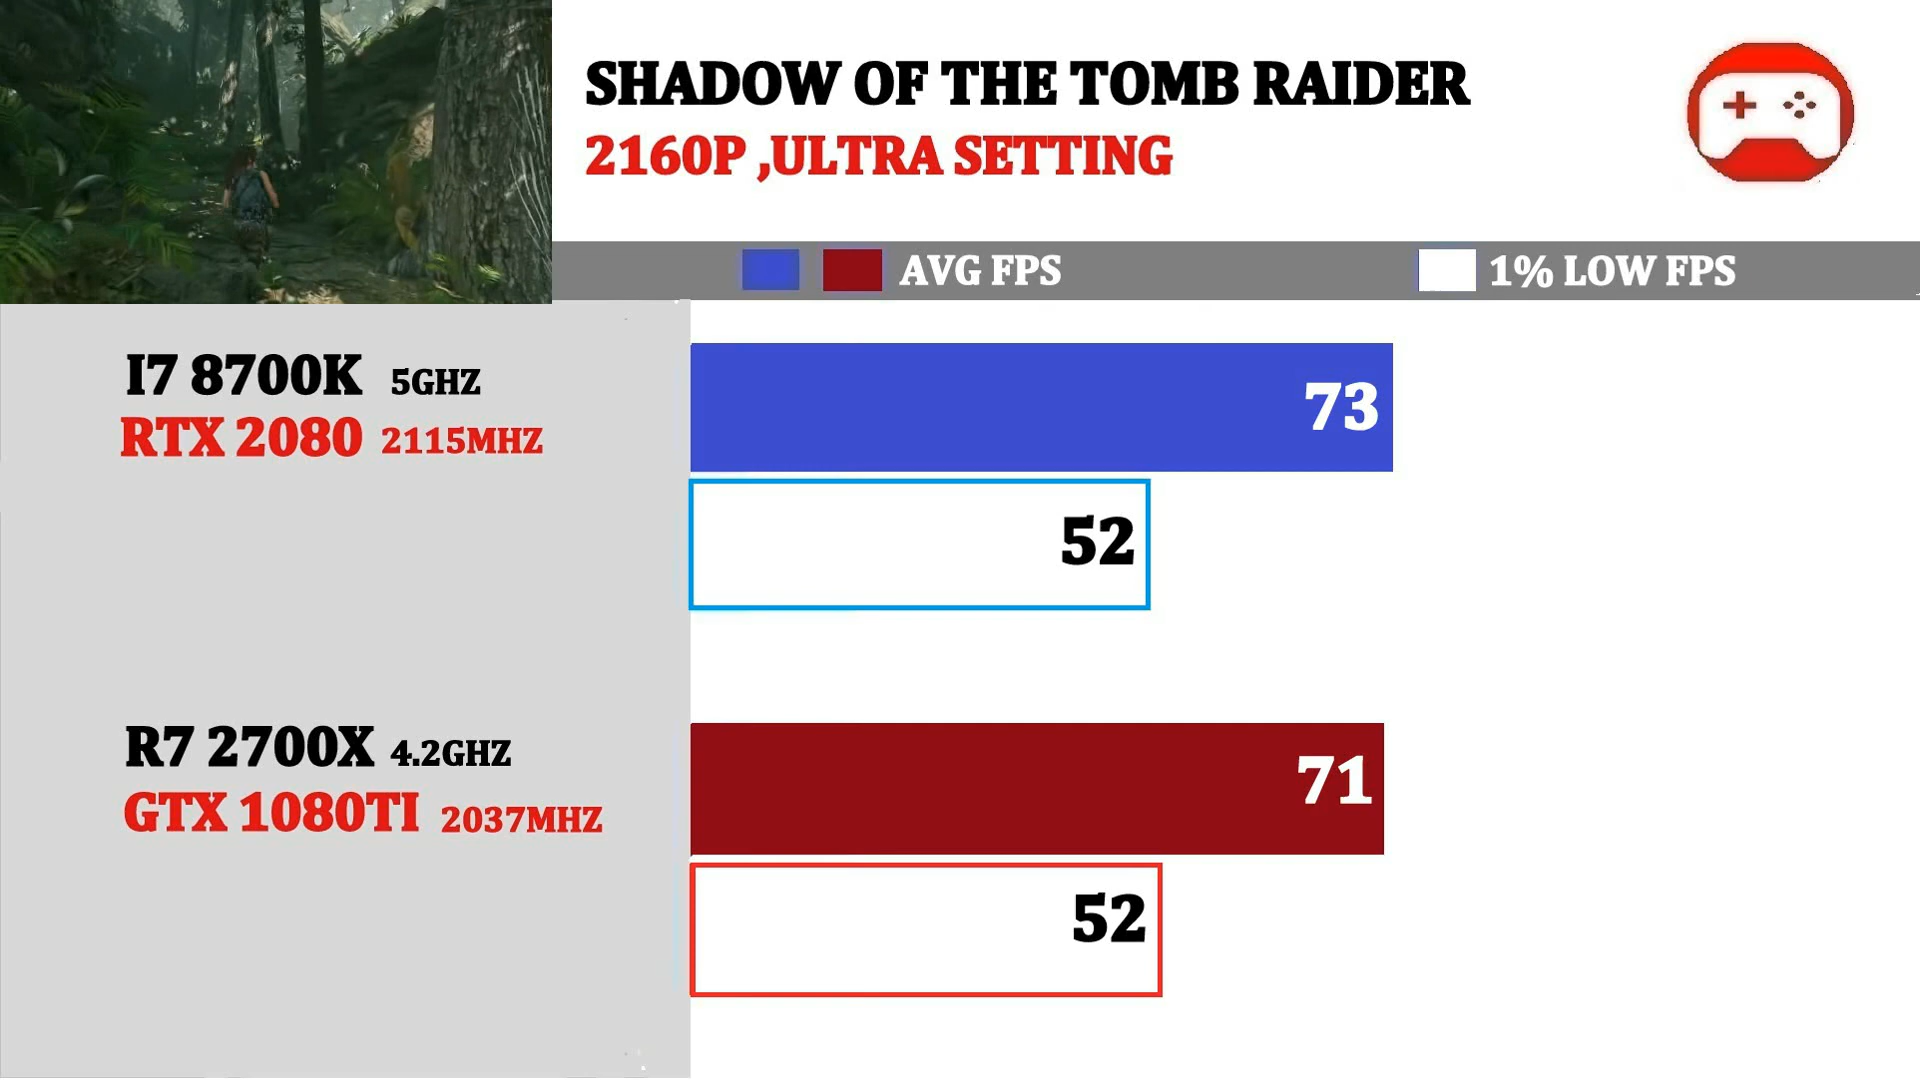 SHADOW OF THE TOMB RAIDER
2160P ,ULTRA SETTING
AVG FPS
1% LOW FPS
I7 8700K 5GHZ
RTX 2080 2115MHZ
73
52
R7 2700X 4.2GHZ
GTX 1080TI 2037MHZ
71
52